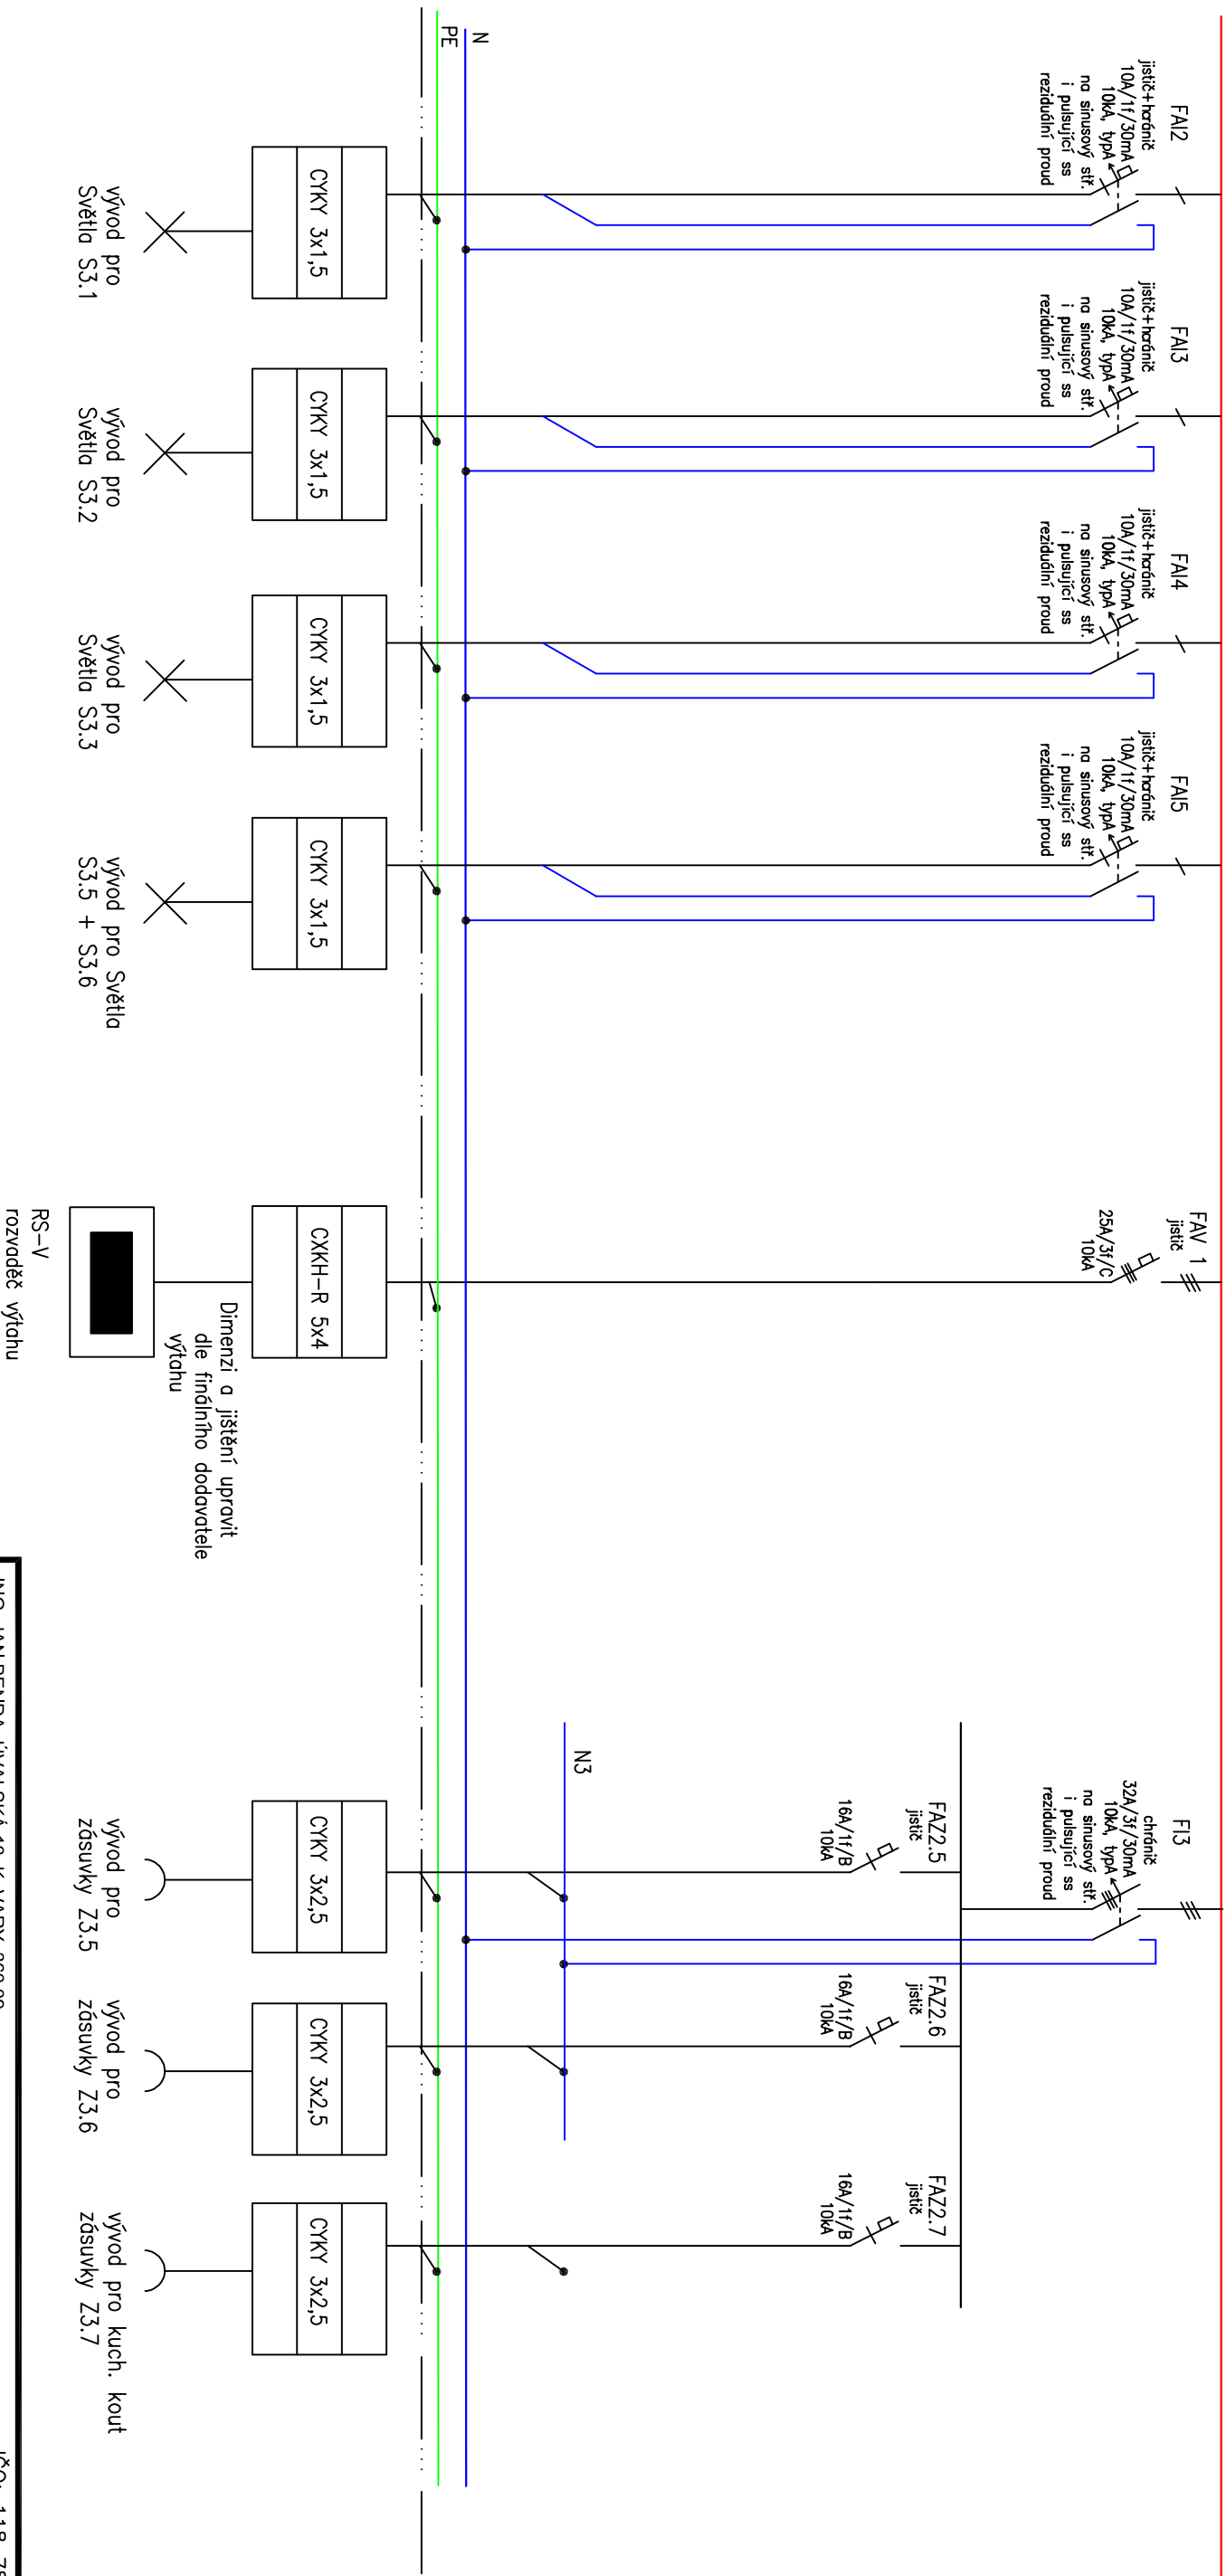 FAI2
jistič+hránič
10A/1f/30mA
10kA, typA
na sinusový stř.
i pulsující ss
reziduální proud
FAI3
jistič+hránič
10A/1f/30mA
10kA, typA
na sinusový stř.
i pulsující ss
reziduální proud
FAI4
jistič+hránič
10A/1f/30mA
10kA, typA
na sinusový stř.
i pulsující ss
reziduální proud
FAI5
jistič+hránič
10A/1f/30mA
10kA, typA
na sinusový stř.
i pulsující ss
reziduální proud
FAV 1
jistič
25A/3f/C
10kA
FI3
chránič
32A/3f/30mA
10kA, typA
na sinusový stř.
i pulsující ss
reziduální proud
FAZ2.5
jistič
16A/1f/B
10kA
FAZ2.6
jistič
16A/1f/B
10kA
FAZ2.7
jistič
16A/1f/B
10kA
N3
N
PE
CYKY 3x1,5
CYKY 3x1,5
CYKY 3x1,5
CYKY 3x1,5
CXKH-R 5x4
CYKY 3x2,5
CYKY 3x2,5
CYKY 3x2,5
Dimenzi a jištění upravit
dle finálního dodavatele
výtahu
vývod pro
Světla S3.1
vývod pro
Světla S3.2
vývod pro
Světla S3.3
vývod pro Světla
S3.5 + S3.6
RS-V
rozvaděč výtahu
vývod pro
zásuvky Z3.5
vývod pro
zásuvky Z3.6
vývod pro kuch. kout
zásuvky Z3.7